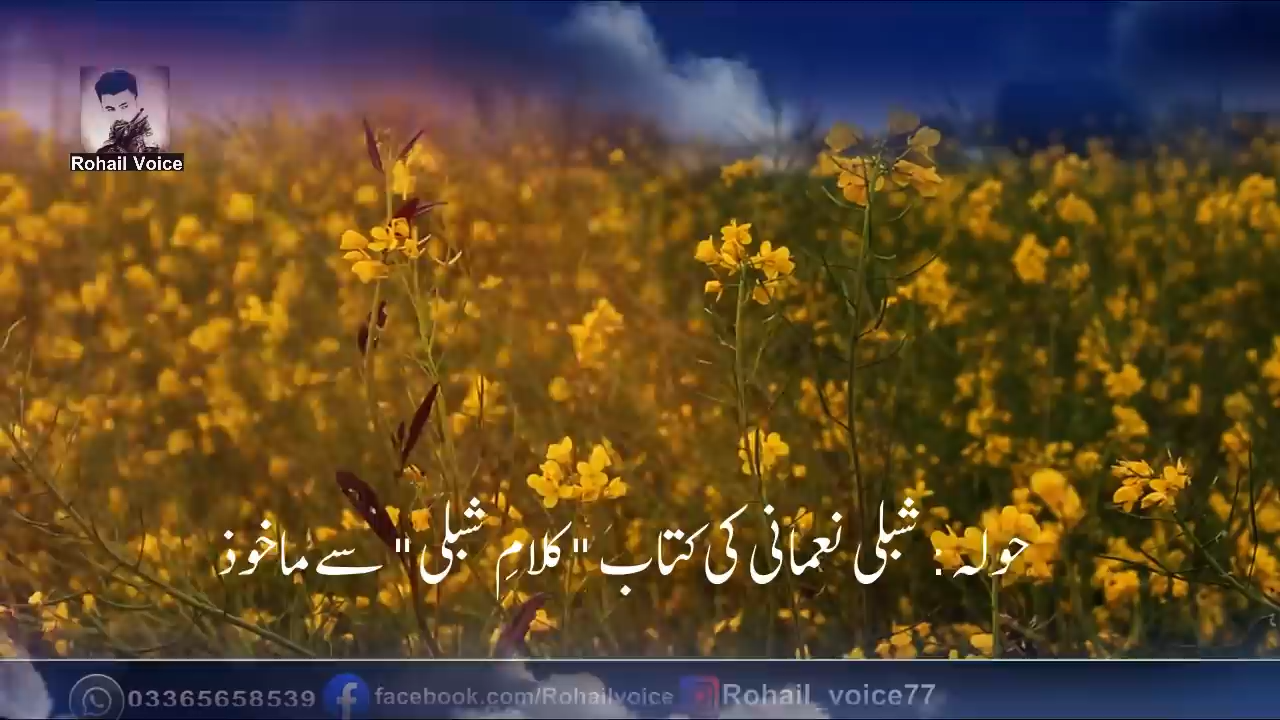 Rohail Voice
حولہ : شبلی نعمانی کی کتاب "کلامِ شبلی" سے ماخوذ
03365658539 facebook.com/Rohailvoice Rohail_voice77